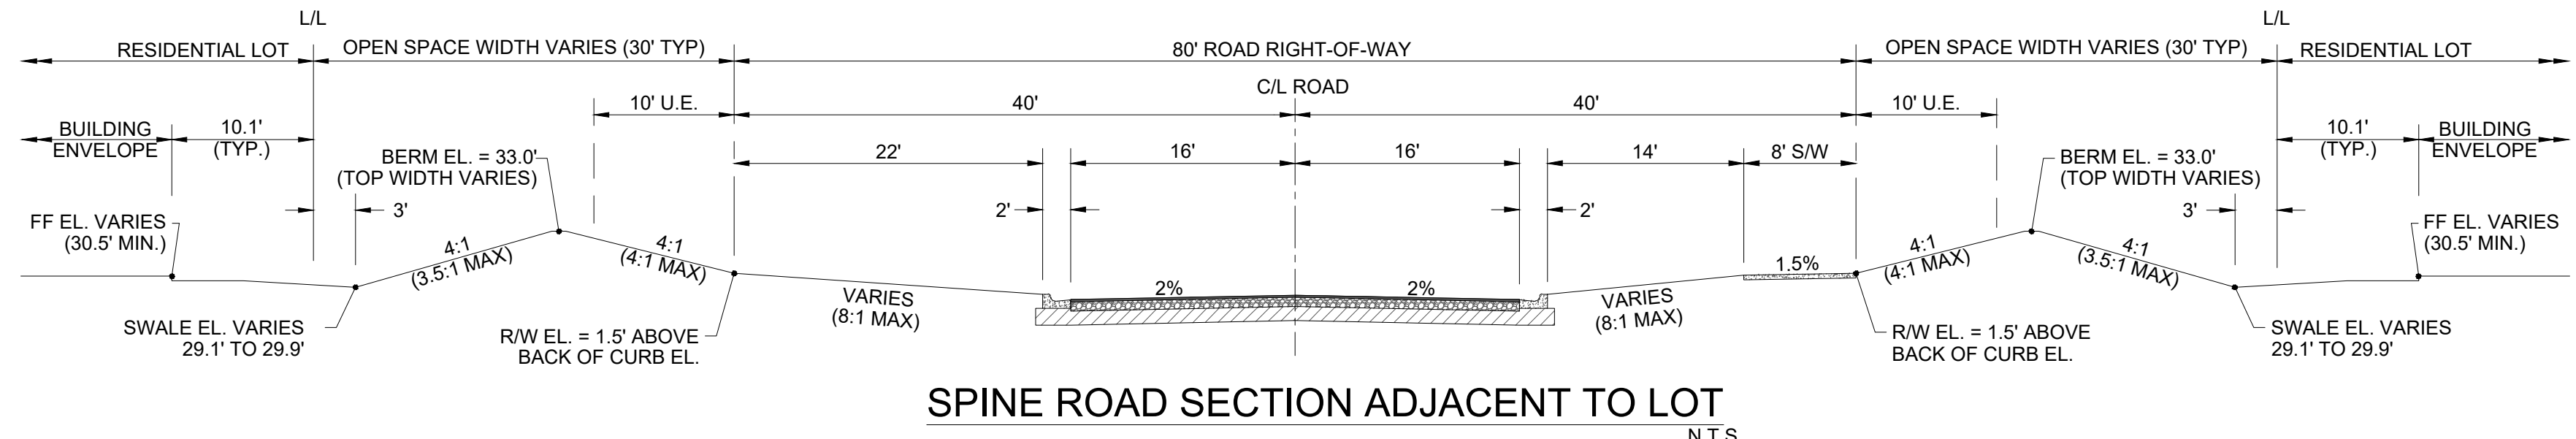 L/L
L/L
RESIDENTIAL LOT
OPEN SPACE WIDTH VARIES (30' TYP)
80' ROAD RIGHT-OF-WAY
OPEN SPACE WIDTH VARIES (30' TYP)
RESIDENTIAL LOT
C/L ROAD
10' U.E.
40'
40'
10' U.E.
BUILDING
ENVELOPE
10.1'
(TYP.)
10.1'
(TYP.)
BUILDING
ENVELOPE
BERM EL. = 33.0'
(TOP WIDTH VARIES)
22'
16'
16'
14'
8' S/W
BERM EL. = 33.0'
(TOP WIDTH VARIES)
3'
2'
2'
3'
FF EL. VARIES
(30.5' MIN.)
FF EL. VARIES
(30.5' MIN.)
4:1
(3.5:1 MAX)
4:1
(4:1 MAX)
VARIES
(8:1 MAX)
2%
2%
VARIES
(8:1 MAX)
1.5%
4:1
(4:1 MAX)
4:1
(3.5:1 MAX)
SWALE EL. VARIES
29.1' TO 29.9'
R/W EL. = 1.5' ABOVE
BACK OF CURB EL.
R/W EL. = 1.5' ABOVE
BACK OF CURB EL.
SWALE EL. VARIES
29.1' TO 29.9'
SPINE ROAD SECTION ADJACENT TO LOT
N.T.S.